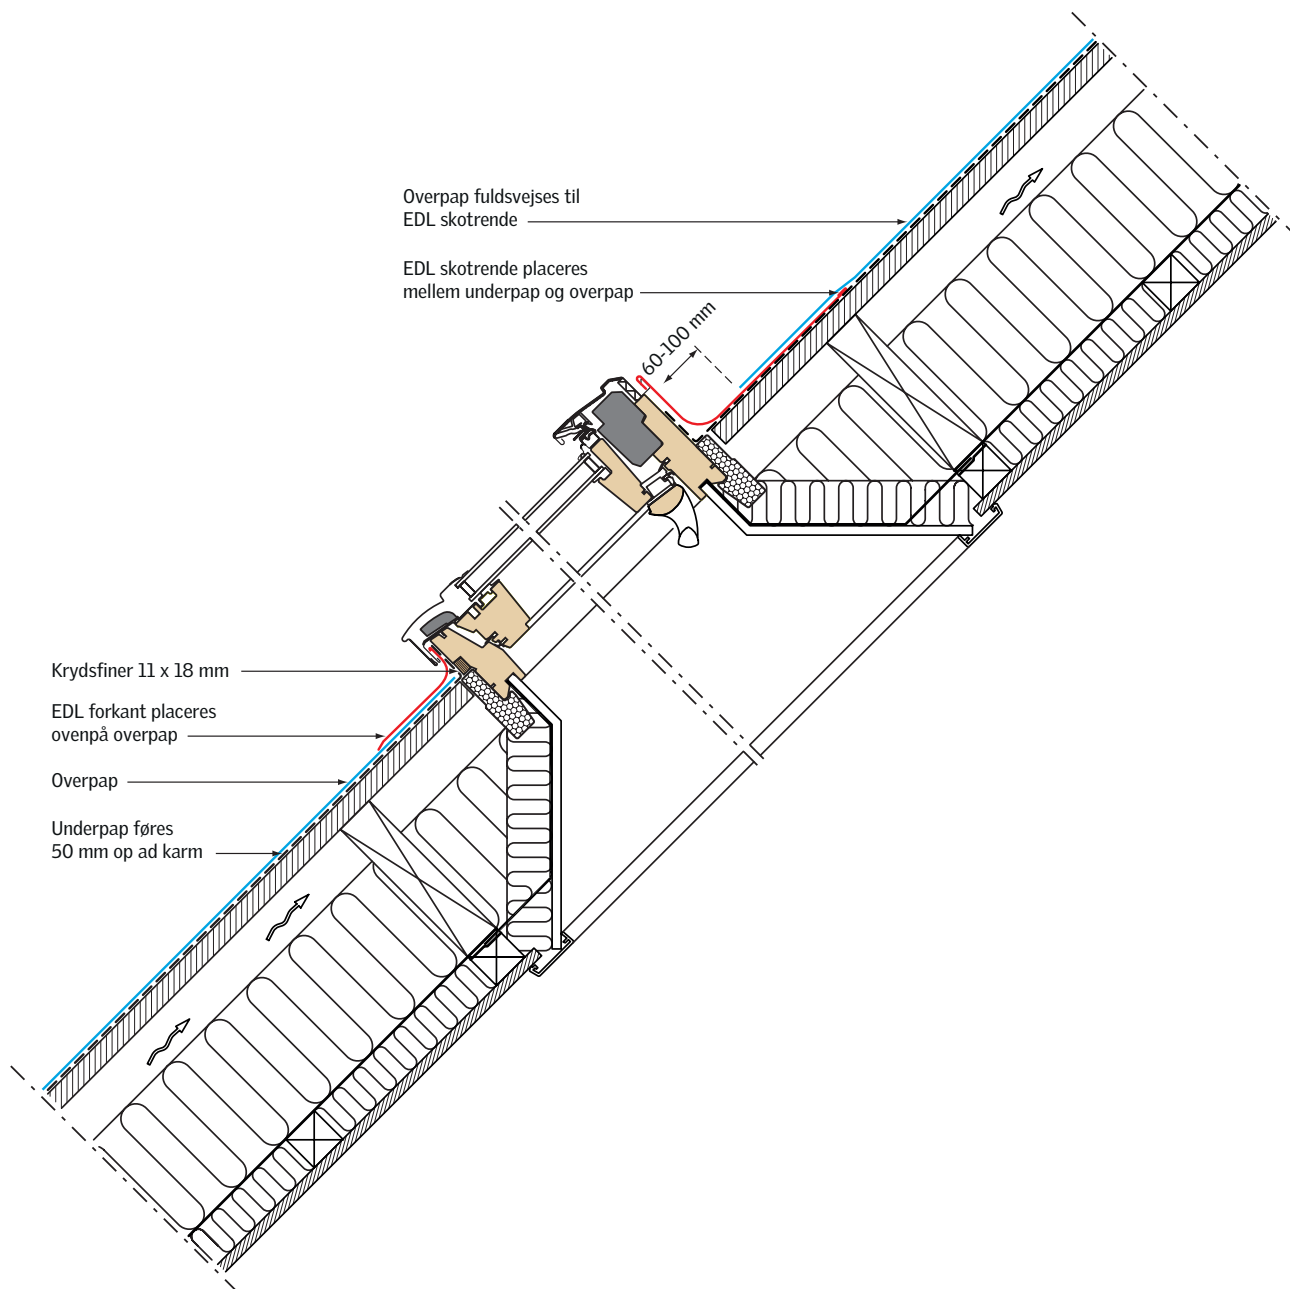 Overpap fuldsvejses til
EDL skotrende
EDL skotrende placeres
mellem underpap og overpap
60-100 mm
Krydsfiner 11 x 18 mm
EDL forkant placeres
ovenpå overpap
Overpap
Underpap føres
50 mm op ad karm